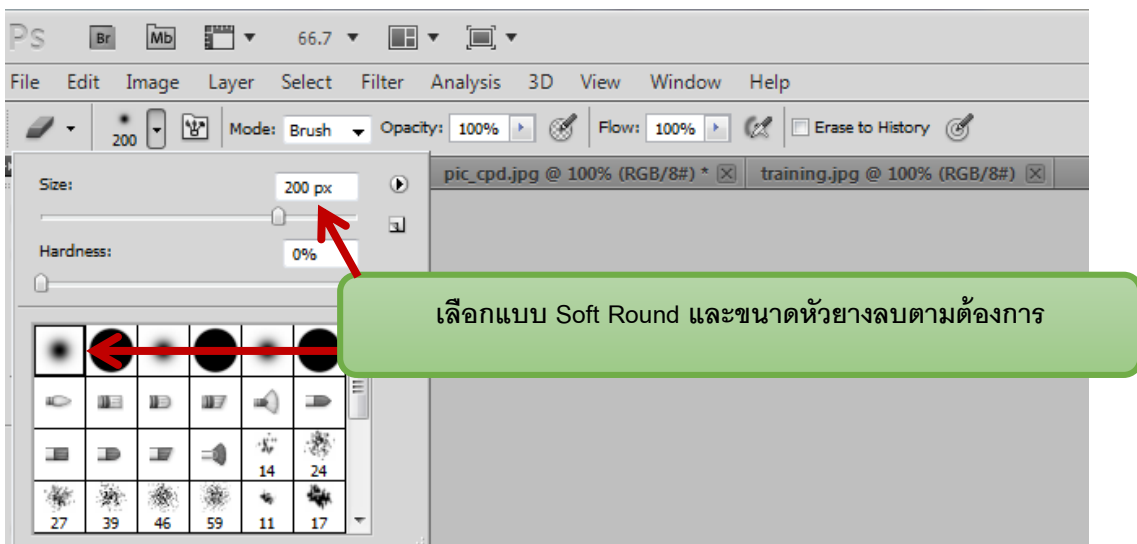 Ps Br Mb 66.7
File Edit Image Layer Select Filter Analysis 3D View Window Help
200 Mode: Brush Opacity: 100% Flow: 100% Erase to History
pic_cpd.jpg @ 100% (RGB/8#) * training.jpg @ 100% (RGB/8#)
Size: 200 px
Hardness: 0%
เลือกแบบ Soft Round และขนาดหัวยางลบตามต้องการ
14 24
27 39 46 59 11 17